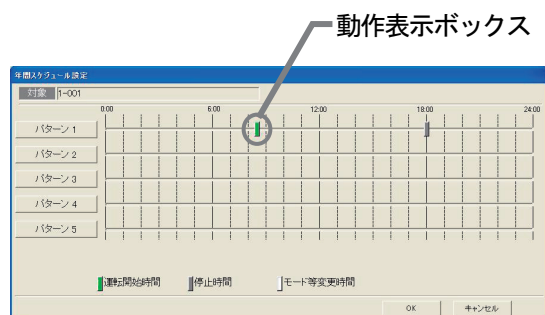 動作表示ボックス
年間スケジュール設定
対象 1-001
0:00 6:00 12:00 18:00 24:00
パターン 1
パターン 2
パターン 3
パターン 4
パターン 5
運転開始時間 停止時間 モード等変更時間
OK キャンセル